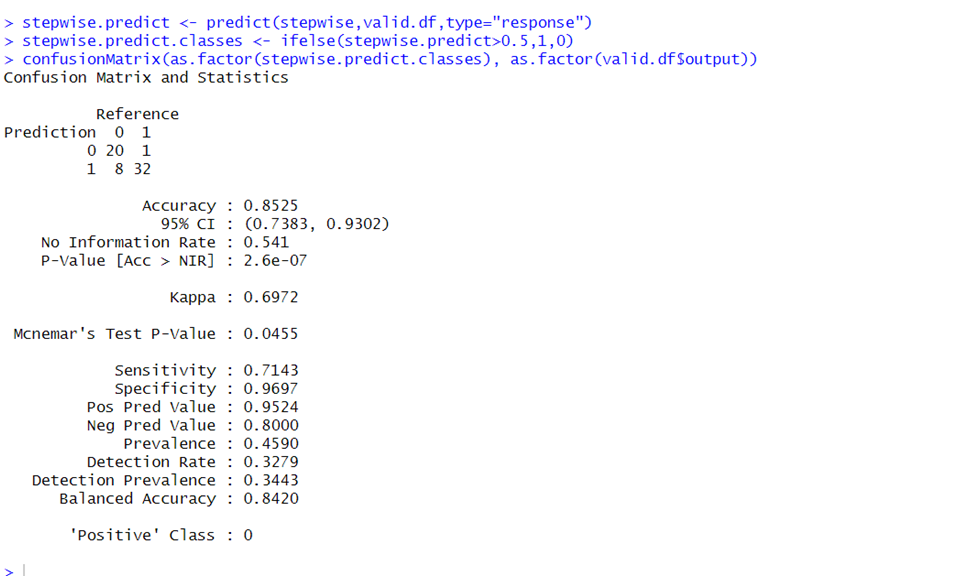 > stepwise.predict <- predict(stepwise,valid.df,type="response")
> stepwise.predict.classes <- ifelse(stepwise.predict>0.5,1,0)
> confusionMatrix(as.factor(stepwise.predict.classes), as.factor(valid.df$output))
Confusion Matrix and Statistics
Reference
Prediction 0 1
0 20 1
1 8 32
Accuracy : 0.8525
95% CI : (0.7383, 0.9302)
No Information Rate : 0.541
P-Value [Acc > NIR] : 2.6e-07
Kappa : 0.6972
Mcnemar's Test P-Value : 0.0455
Sensitivity : 0.7143
Specificity : 0.9697
Pos Pred Value : 0.9524
Neg Pred Value : 0.8000
Prevalence : 0.4590
Detection Rate : 0.3279
Detection Prevalence : 0.3443
Balanced Accuracy : 0.8420
'Positive' Class : 0
>